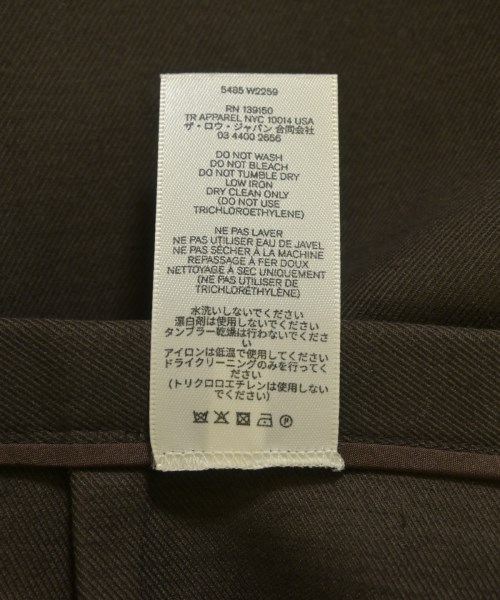 5485 W2259
RN 139150
TR APPAREL NYC 10014 USA
ザ・ロウ・ジャパン 合同会社
03 4400 2656
DO NOT WASH
DO NOT BLEACH
DO NOT TUMBLE DRY
LOW IRON
DRY CLEAN ONLY
(DO NOT USE
TRICHLOROETHYLENE)
NE PAS LAVER
NE PAS UTILISER EAU DE JAVEL
NE PAS SÉCHER À LA MACHINE
REPASSAGE À FER DOUX
NETTOYAGE À SEC UNIQUEMENT
(NE PAS UTILISER DE
TRICHLORETHYLÈNE)
水洗いしないでください
漂白剤は使用しないでください
タンブラー乾燥は行わないでくださ
い
アイロンは低温で使用してください
ドライクリーニングのみを行ってく
ださい
(トリクロロエチレンは使用しない
でください)